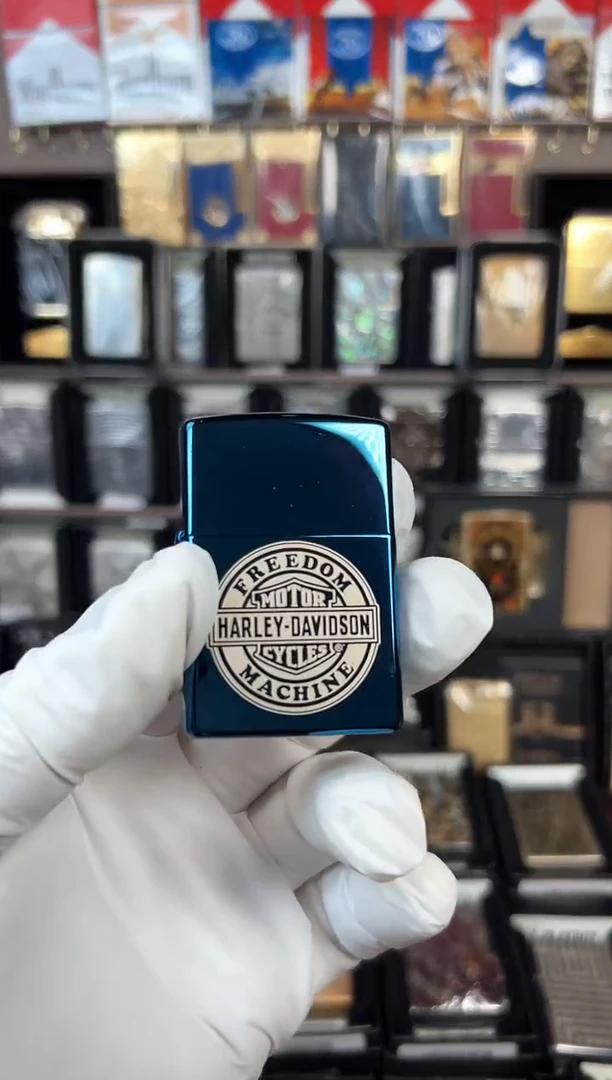 FREEDOM
MOTOR
HARLEY-DAVIDSON
CYCLES
MACHINE